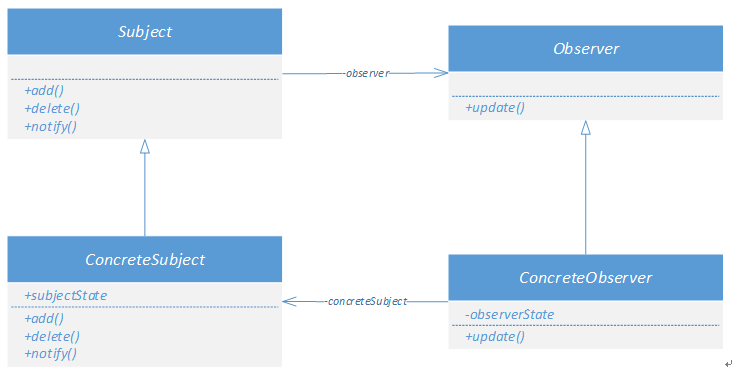 Subject
+add()
+delete()
+notify()
observer
Observer
+update()
ConcreteSubject
+subjectState
+add()
+delete()
+notify()
concreteSubject
ConcreteObserver
-observerState
+update()